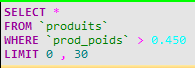 SELECT *
FROM `produits`
WHERE `prod_poids` > 0.450
LIMIT 0 , 30